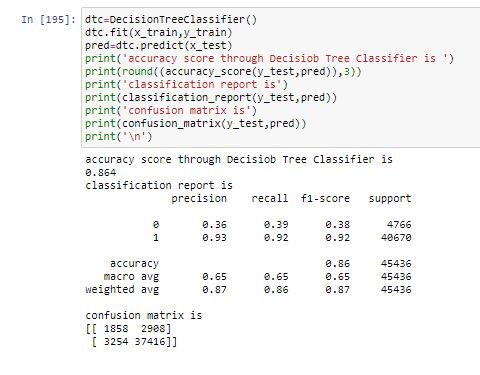 In [195]: dtc=DecisionTreeClassifier()
dtc.fit(x_train,y_train)
pred=dtc.predict(x_test)
print('accuracy score through Decisiob Tree Classifier is ')
print(round((accuracy_score(y_test,pred)),3))
print('classification report is')
print(classification_report(y_test,pred))
print('confusion matrix is')
print(confusion_matrix(y_test,pred))
print('\n')
accuracy score through Decisiob Tree Classifier is
0.864
classification report is
precision recall f1-score support
0 0.36 0.39 0.38 4766
1 0.93 0.92 0.92 40670
accuracy 0.86 45436
macro avg 0.65 0.65 0.65 45436
weighted avg 0.87 0.86 0.87 45436
confusion matrix is
[[ 1858 2908]
[ 3254 37416]]